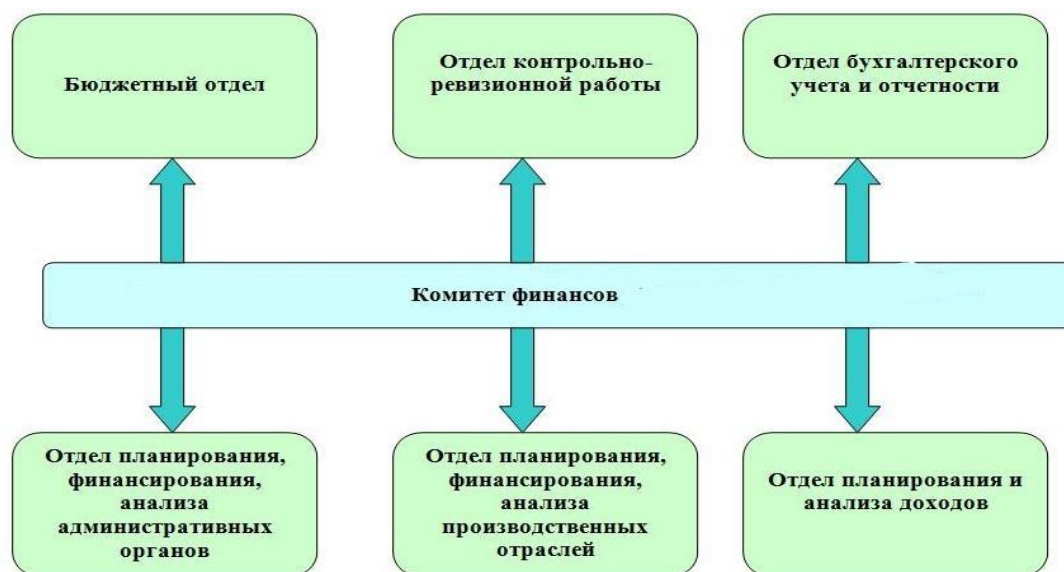 Бюджетный отдел
Отдел контрольно-
ревизионной работы
Отдел бухгалтерского
учета и отчетности
Комитет финансов
Отдел планирования,
финансирования,
анализа
административных
органов
Отдел планирования,
финансирования,
анализа
производственных
отраслей
Отдел планирования и
анализа доходов